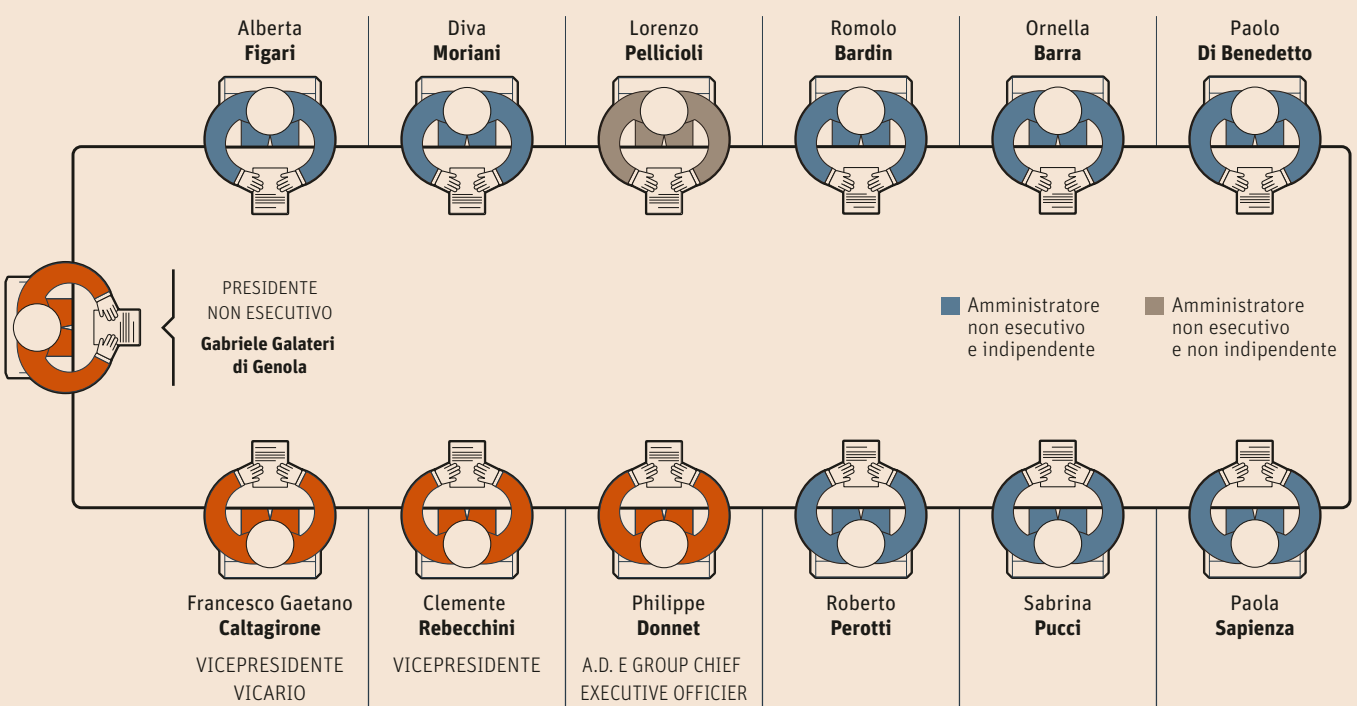 Alberta
Figari
Diva
Moriani
Lorenzo
Pellicioli
Romolo
Bardin
Ornella
Barra
Paolo
Di Benedetto
PRESIDENTE
NON ESECUTIVO
Gabriele Galateri
di Genola
Amministratore
non esecutivo
e indipendente
Amministratore
non esecutivo
e non indipendente
Francesco Gaetano
Caltagirone
VICEPRESIDENTE
VICARIO
Clemente
Rebecchini
VICEPRESIDENTE
Philippe
Donnet
A.D. E GROUP CHIEF
EXECUTIVE OFFICIER
Roberto
Perotti
Sabrina
Pucci
Paola
Sapienza